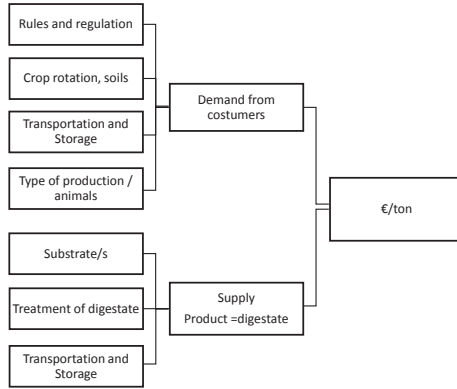 Rules and regulation
Crop rotation, soils
Transportation and
Storage
Type of production /
animals
Demand from
costumers
Substrate/s
Treatment of digestate
Transportation and
Storage
Supply
Product =digestate
€/ton